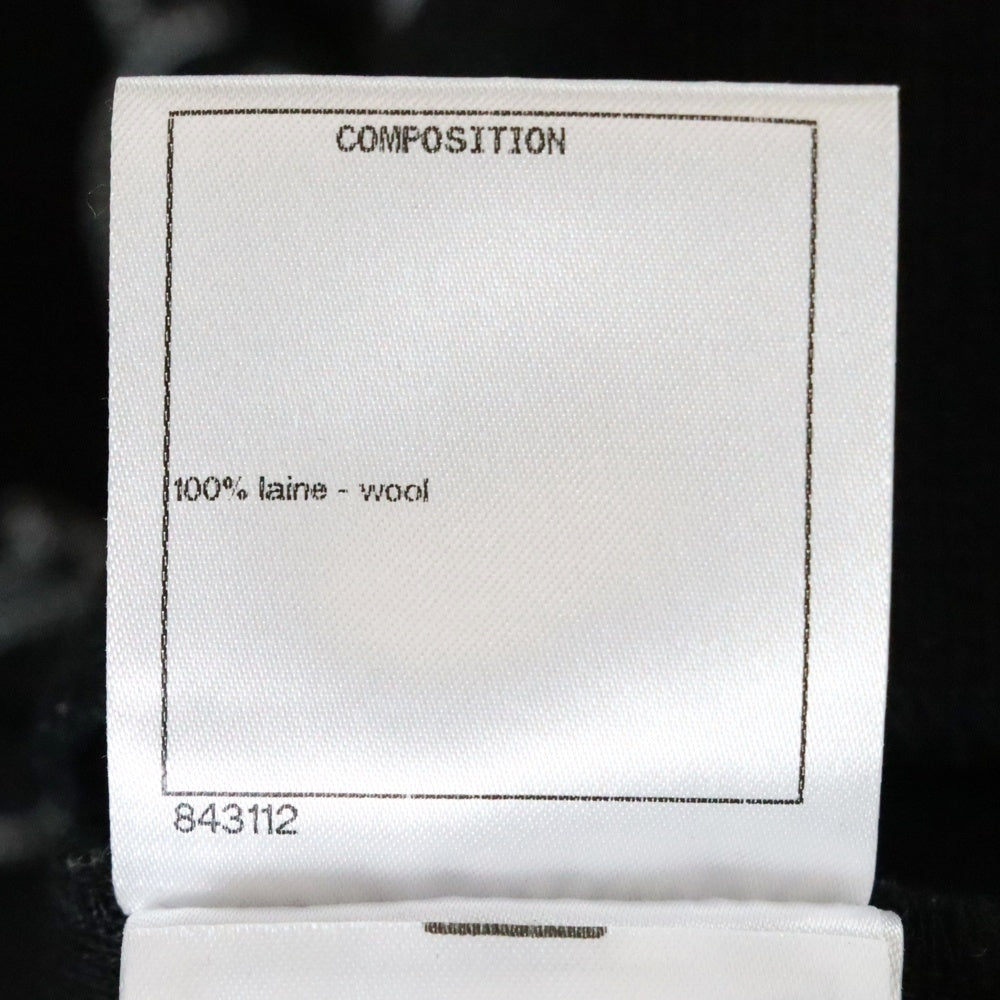 COMPOSITION
100% laine - wool
843112